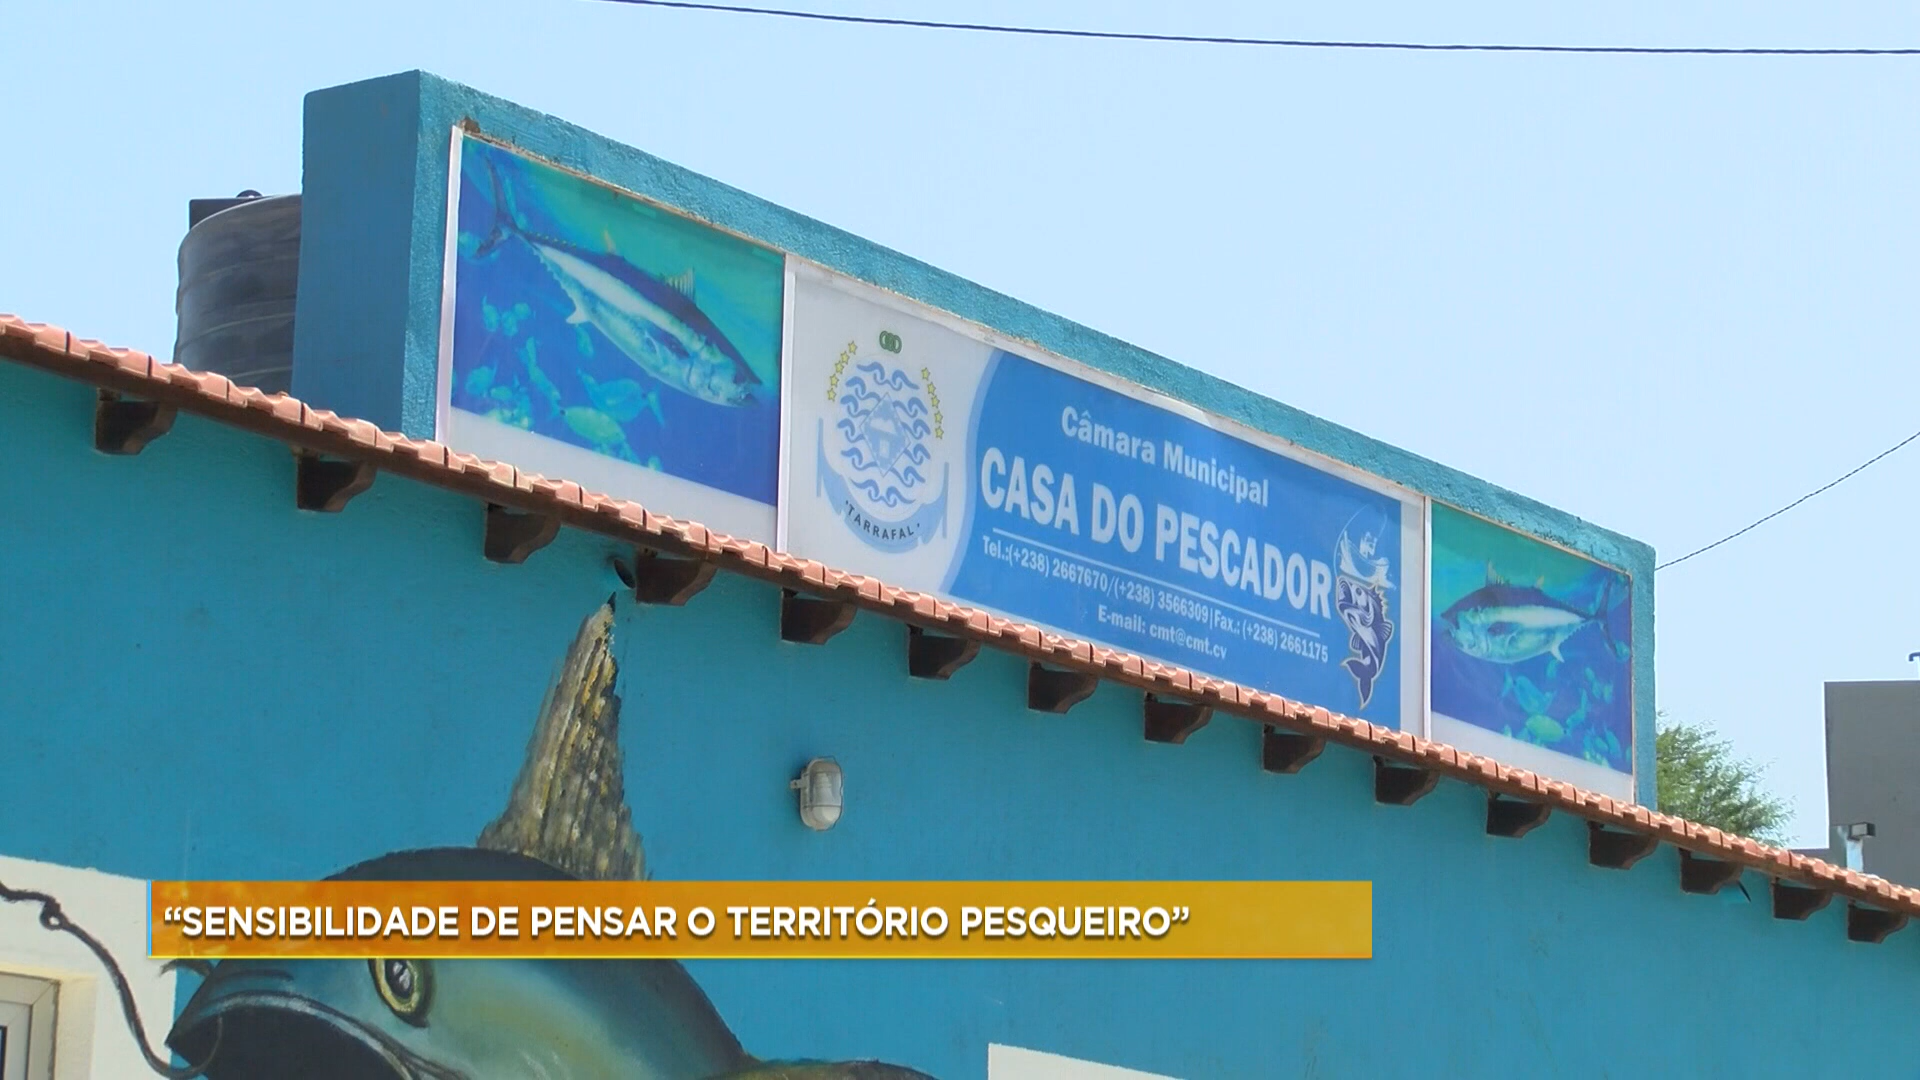 Câmara Municipal
CASA DO PESCADOR
Tel.:(+238) 2667670/(+238) 3566309|Fax.: (+238) 2661175
E-mail: cmt@cmt.cv
• TARRAFAL •
“SENSIBILIDADE DE PENSAR O TERRITÓRIO PESQUEIRO”